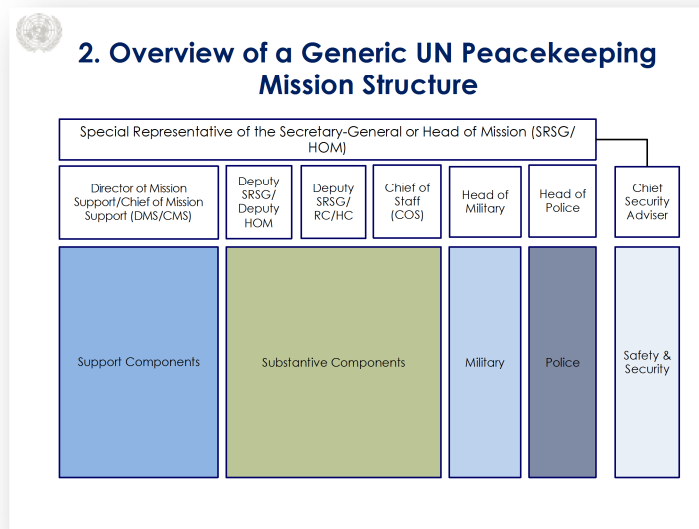 2. Overview of a Generic UN Peacekeeping
Mission Structure
Special Representative of the Secretary-General or Head of Mission (SRSG/
HOM)
Director of Mission
Support/Chief of Mission
Support (DMS/CMS)
Deputy
SRSG/
Deputy
HOM
Deputy
SRSG/
RC/HC
Chief of
Staff
(COS)
Head of
Military
Head of
Police
Chief
Security
Adviser
Support Components
Substantive Components
Military
Police
Safety &
Security